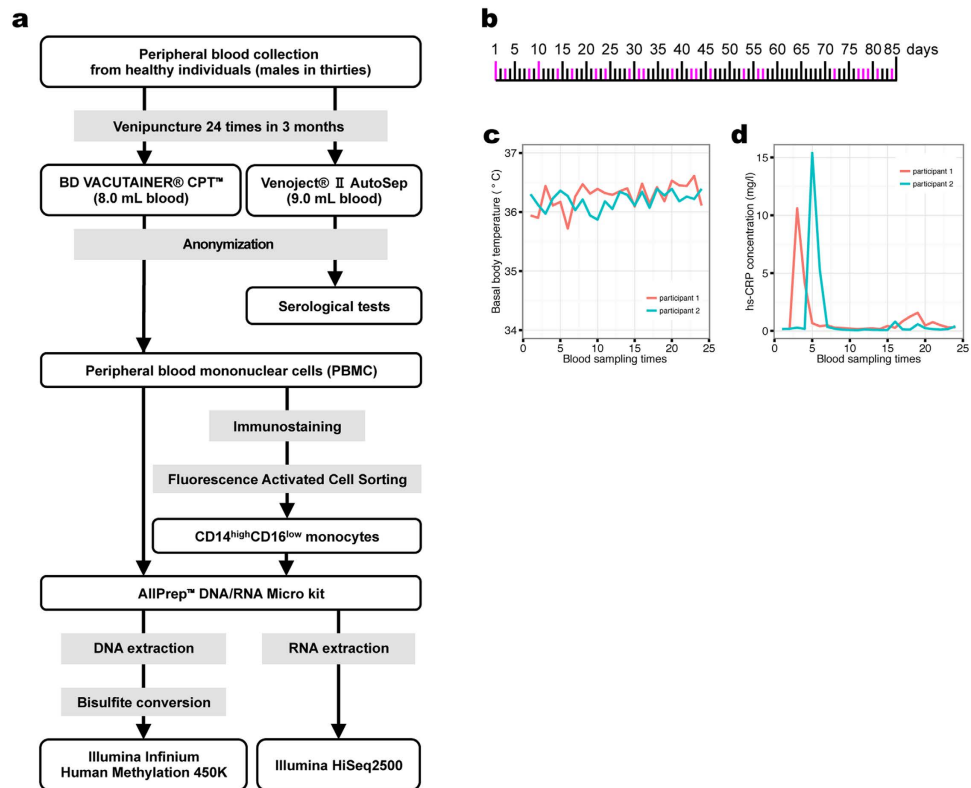 a
Peripheral blood collection
from healthy individuals (males in thirties)
Venipuncture 24 times in 3 months
BD VACUTAINER® CPT™
(8.0 mL blood)
Venoject® Ⅱ AutoSep
(9.0 mL blood)
Anonymization
Serological tests
Peripheral blood mononuclear cells (PBMC)
Immunostaining
Fluorescence Activated Cell Sorting
CD14highCD16low monocytes
AllPrep™ DNA/RNA Micro kit
DNA extraction
RNA extraction
Bisulfite conversion
Illumina Infinium
Human Methylation 450K
Illumina HiSeq2500
b
1 5 10 15 20 25 30 35 40 45 50 55 60 65 70 75 80 85 days
c
37
36
35
34
Basal body temperature (°C)
participant 1
participant 2
0 5 10 15 20 25
Blood sampling times
d
15
10
5
0
hs-CRP concentration (mg/l)
participant 1
participant 2
0 5 10 15 20 25
Blood sampling times